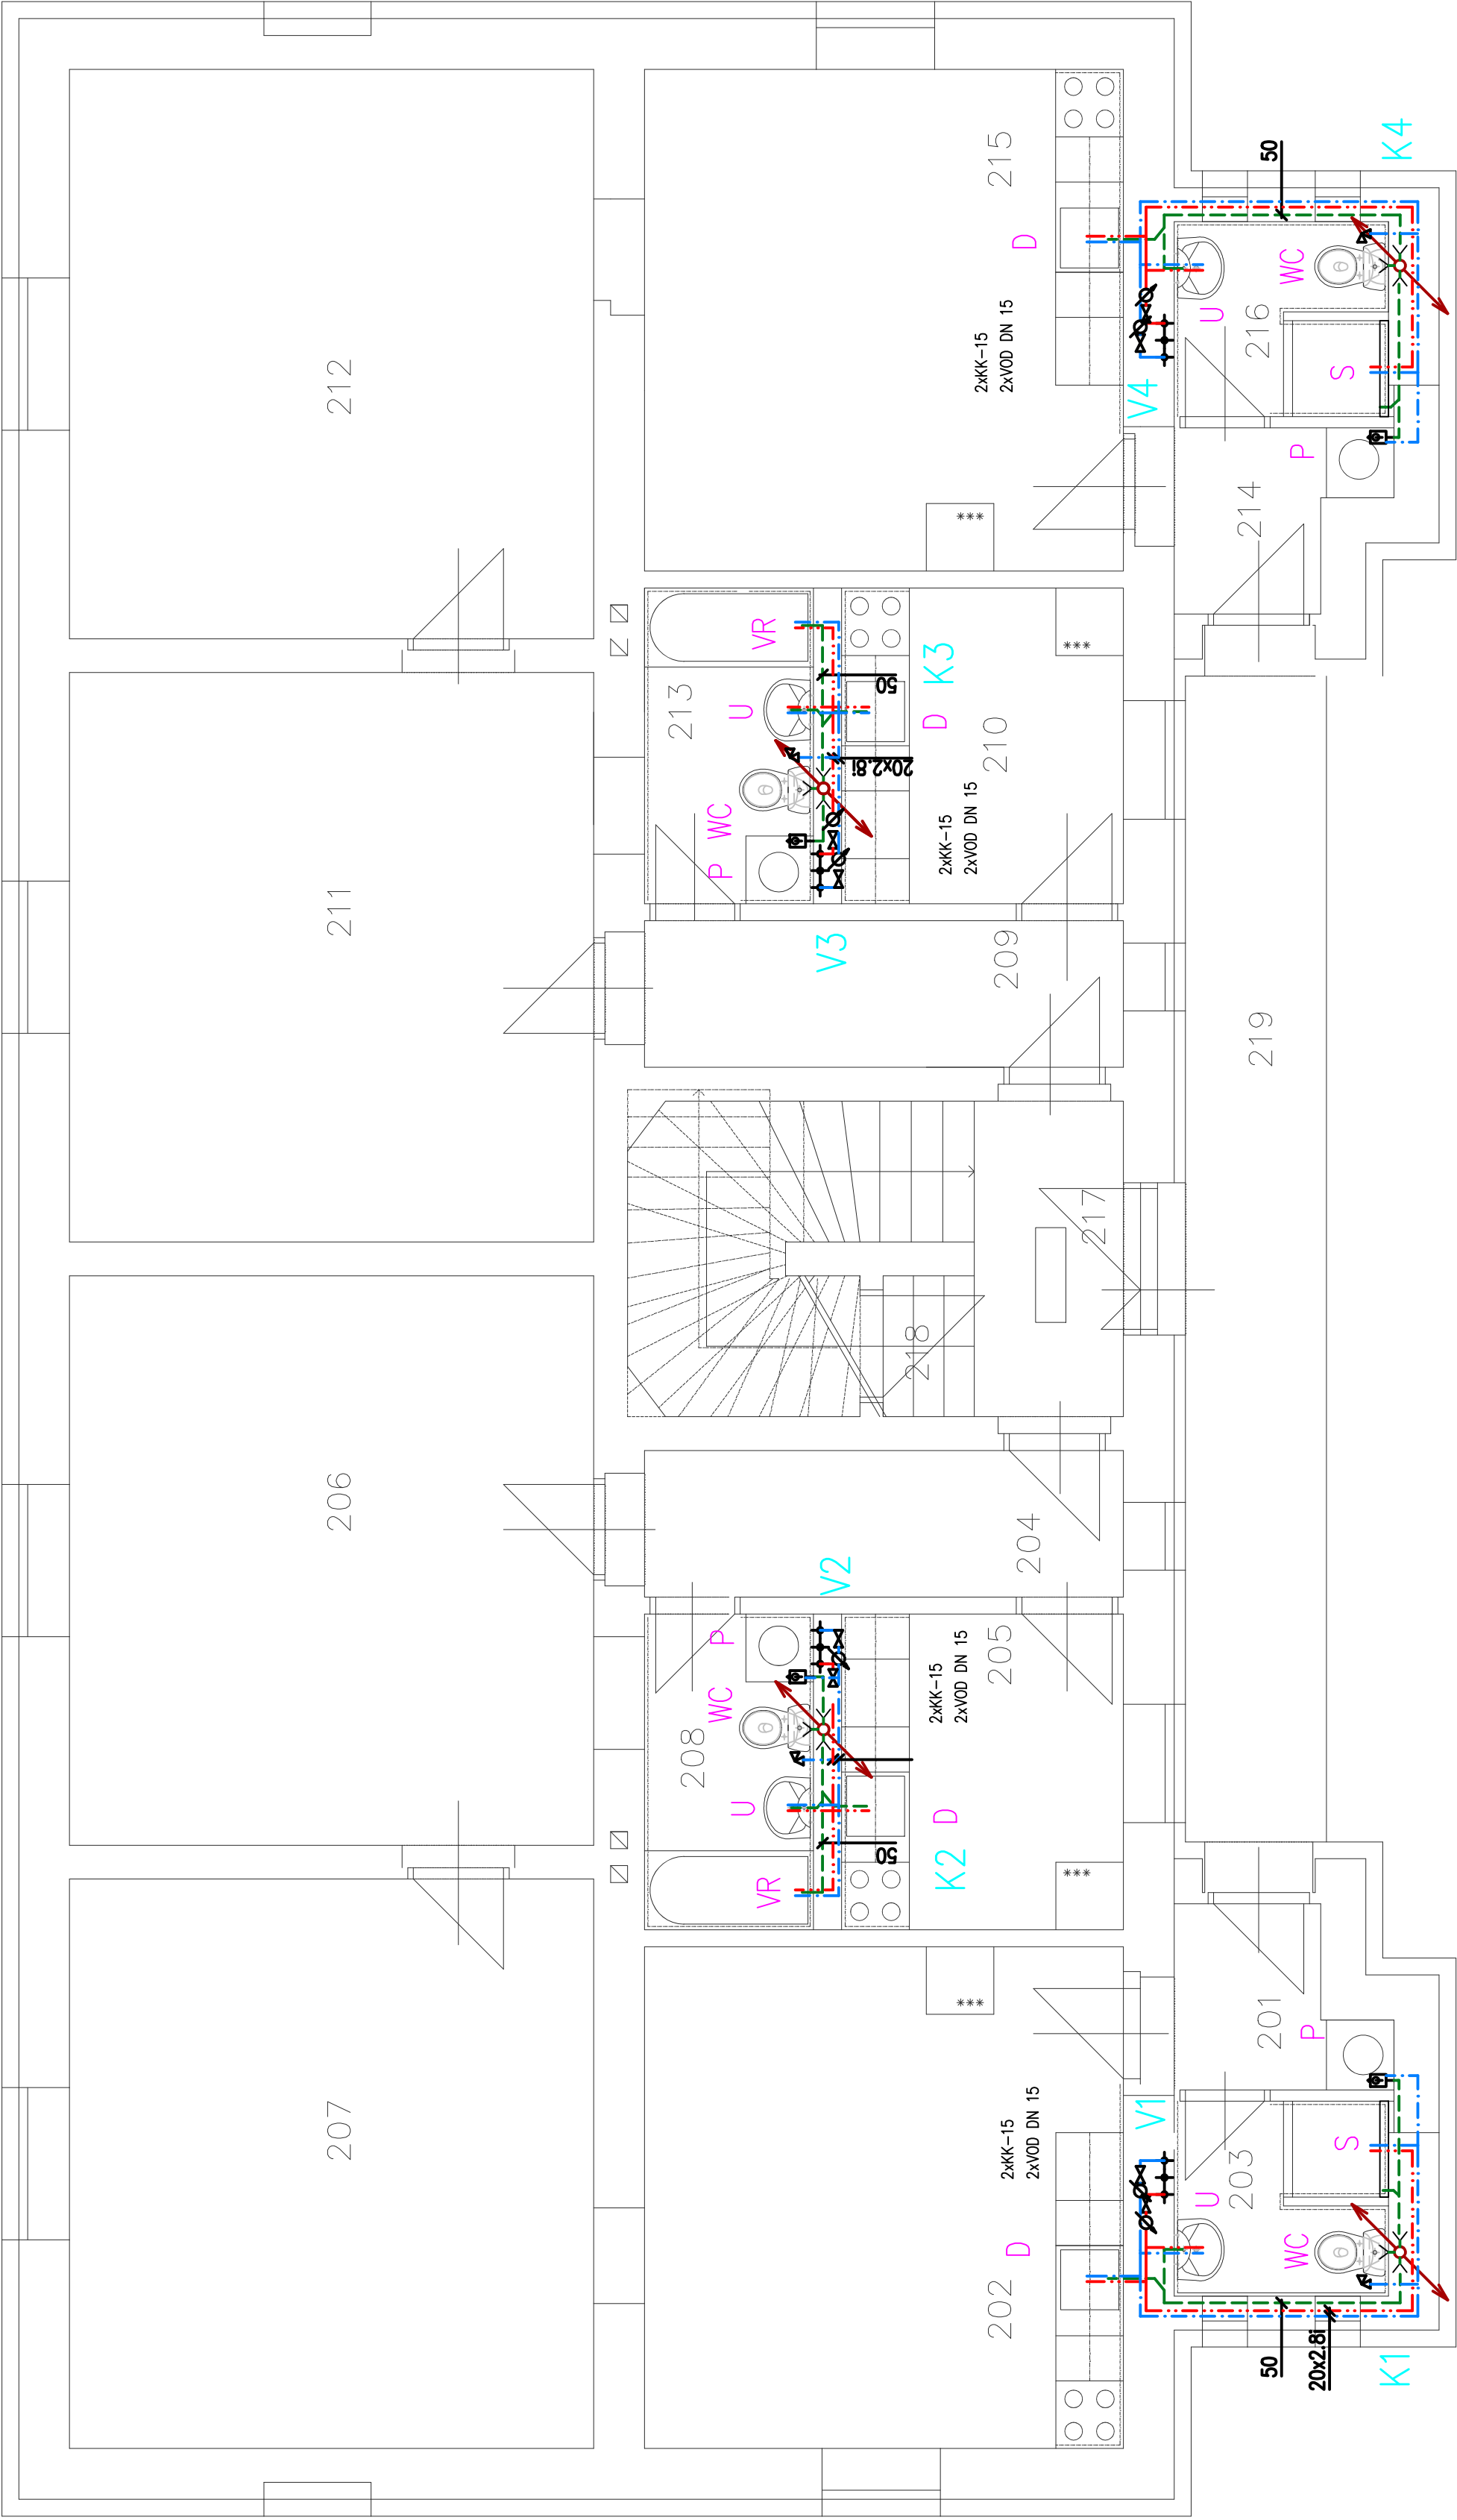 212
215
D
2xKK-15
2xVOD DN 15
V4
50
K4
WC
U
216
S
P
214
211
213
VR
U
WC
P
50
K3
D
20x2.8i
210
2xKK-15
2xVOD DN 15
V3
209
219
217
218
206
204
V2
P
WC
208
U
VR
205
2xKK-15
2xVOD DN 15
D
K2
50
207
201
P
2xKK-15
2xVOD DN 15
V1
S
203
U
WC
D
202
50
20x2.8i
K1